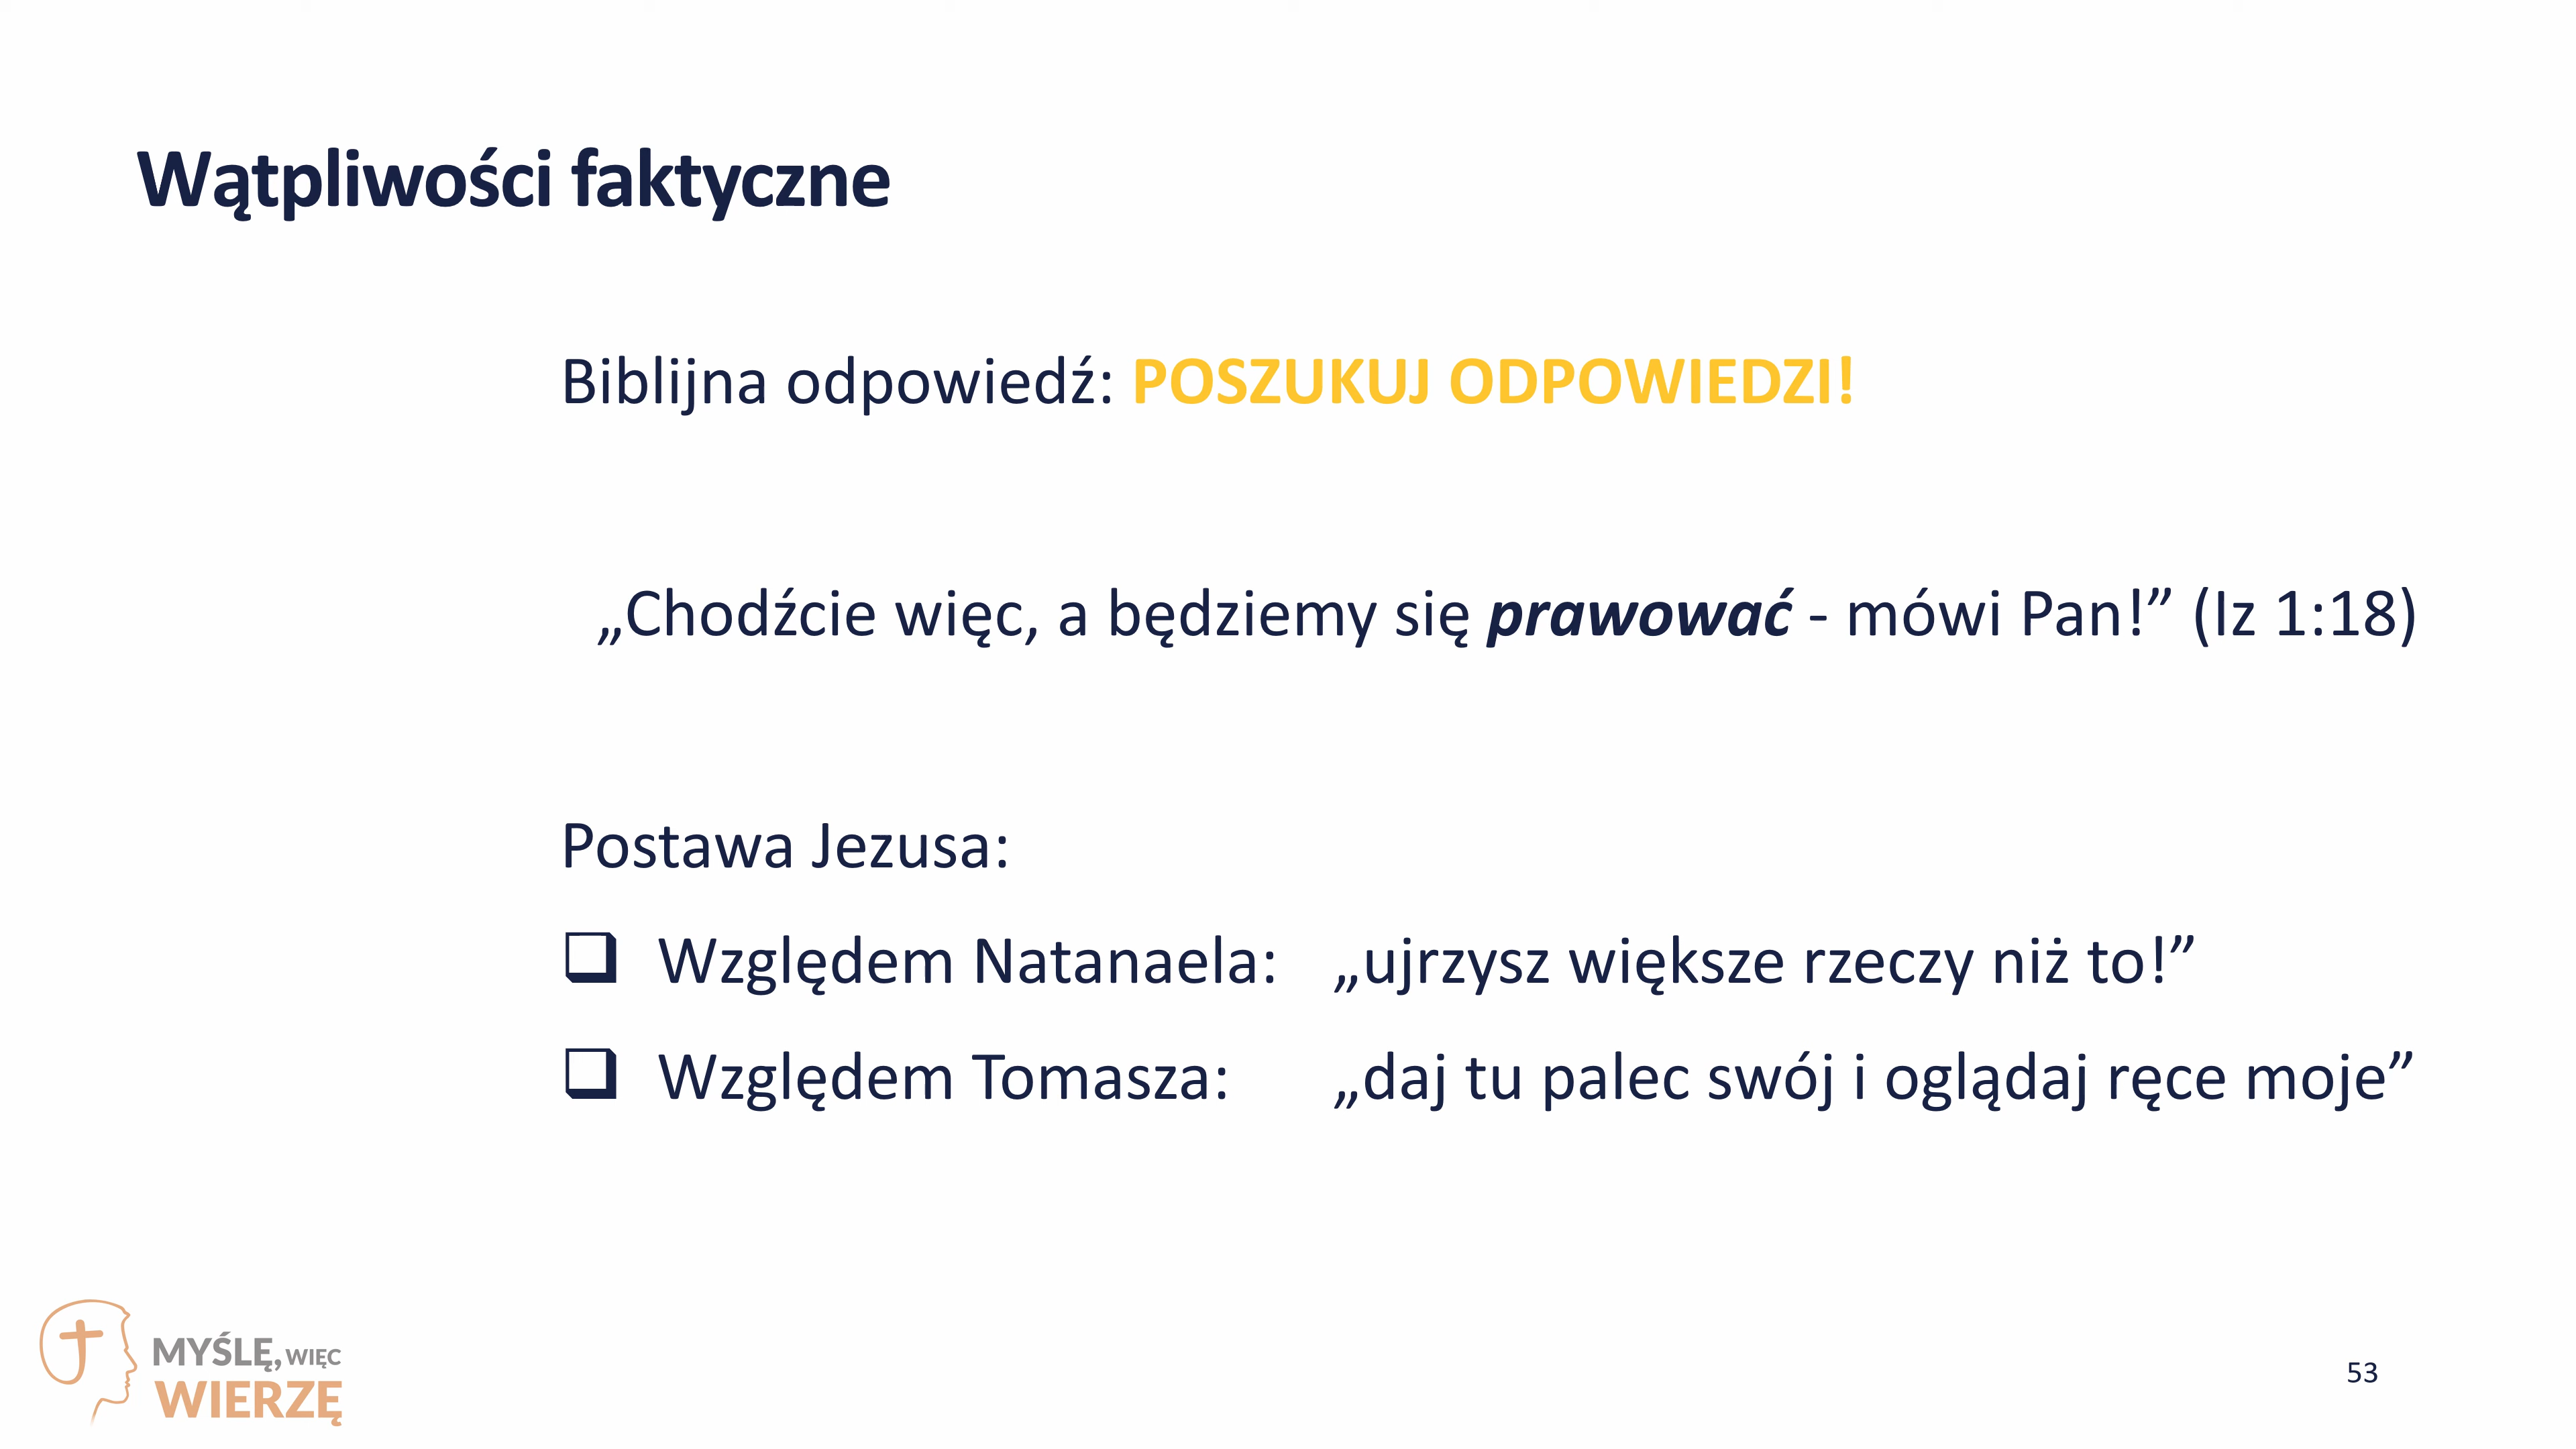 Wątpliwości faktyczne
Biblijna odpowiedź: POSZUKUJ ODPOWIEDZI!
„Chodźcie więc, a będziemy się prawować - mówi Pan!” (Iz 1:18)
Postawa Jezusa:
Względem Natanaela: „ujrzysz większe rzeczy niż to!”
Względem Tomasza: „daj tu palec swój i oglądaj ręce moje”
MYŚLĘ, WIĘC
WIERZĘ
53